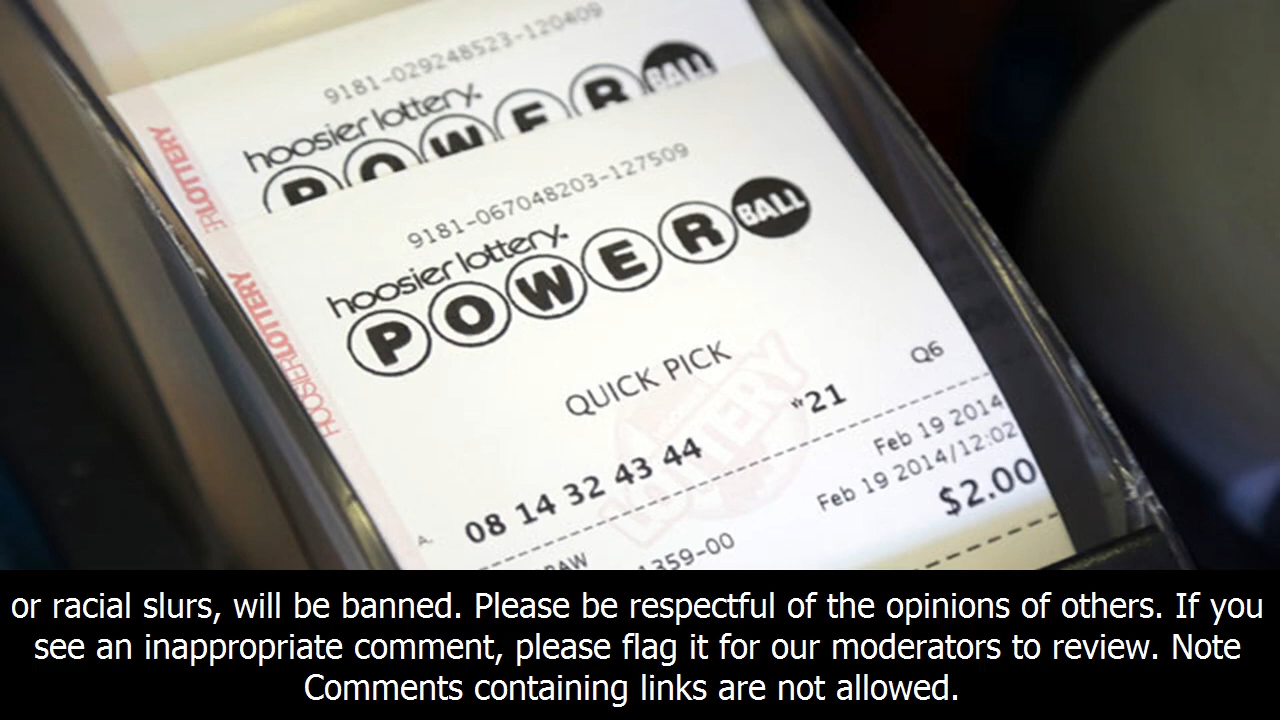 9181-029248523-120409
hoosier lottery.
POWERBALL
9181-067048203-127509
hoosier lottery.
POWERBALL
QUICK PICK
Q6
A. 08 14 32 43 44 *21
Feb 19 2014
Feb 19 2014/12:02
$2.00
1359-00
LOTTERY
HOOSIER LOTTERY
LOTTERY
or racial slurs, will be banned. Please be respectful of the opinions of others. If you
see an inappropriate comment, please flag it for our moderators to review. Note
Comments containing links are not allowed.